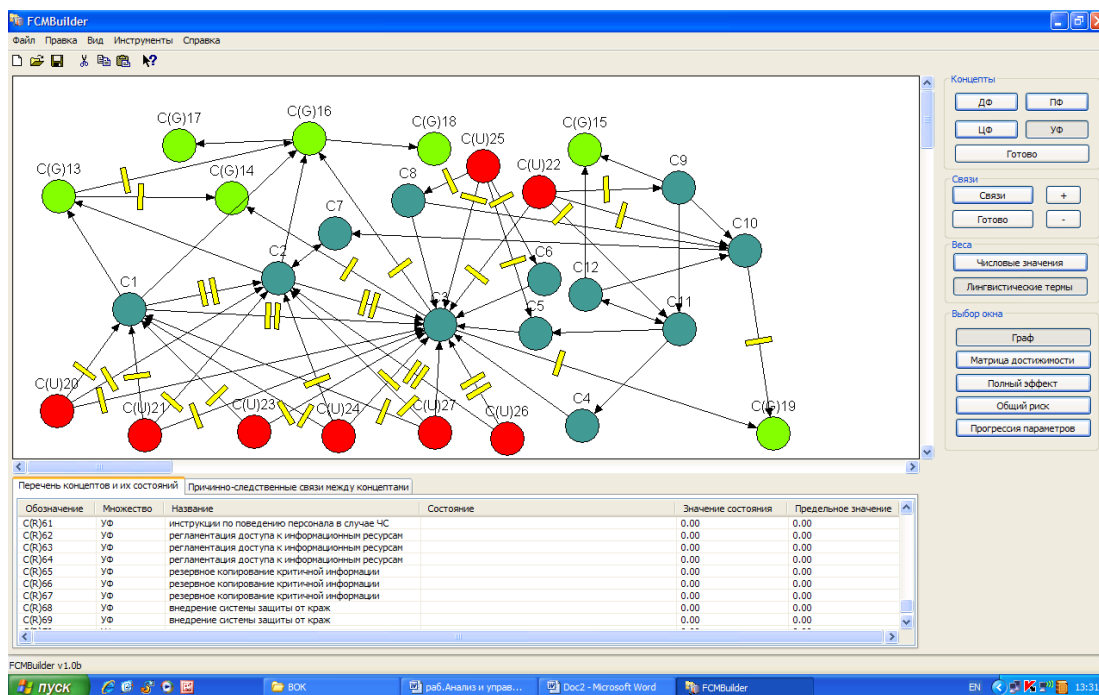 FCMBuilder
Файл Правка Вид Инструменты Справка
Концепты
ДФ ПФ
ЦФ УФ
Готово
Связи
Связи +
Готово -
Веса
Числовые значения
Лингвистические термы
Выбор окна
Граф
Матрица достижимости
Полный эффект
Общий риск
Прогрессия параметров
C(G)17 C(G)16 C(G)18 C(U)25 C(G)15
C(G)13 C(G)14 C8 C(U)22 C9
C7 C10
C2 C6 C12
C1 C3 C5 C11
C(U)20 C(U)21 C(U)23 C(U)24 C(U)27 C(U)26 C4 C(G)19
Перечень концептов и их состояний Причинно-следственные связи между концептами
Обозначение Множество Название Состояние Значение состояния Предельное значение
C(R)61 УФ инструкции по поведению персонала в случае ЧС 0.00 0.00
C(R)62 УФ регламентация доступа к информационным ресурсам 0.00 0.00
C(R)63 УФ регламентация доступа к информационным ресурсам 0.00 0.00
C(R)64 УФ регламентация доступа к информационным ресурсам 0.00 0.00
C(R)65 УФ резервное копирование критичной информации 0.00 0.00
C(R)66 УФ резервное копирование критичной информации 0.00 0.00
C(R)67 УФ резервное копирование критичной информации 0.00 0.00
C(R)68 УФ внедрение системы защиты от краж 0.00 0.00
C(R)69 УФ внедрение системы защиты от краж 0.00 0.00
FCMBuilder v1.0b
пуск ВОК раб.Анализ и управ... Doc2 - Microsoft Word FCMBuilder EN 13:31